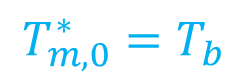 T*m,0 = Tb